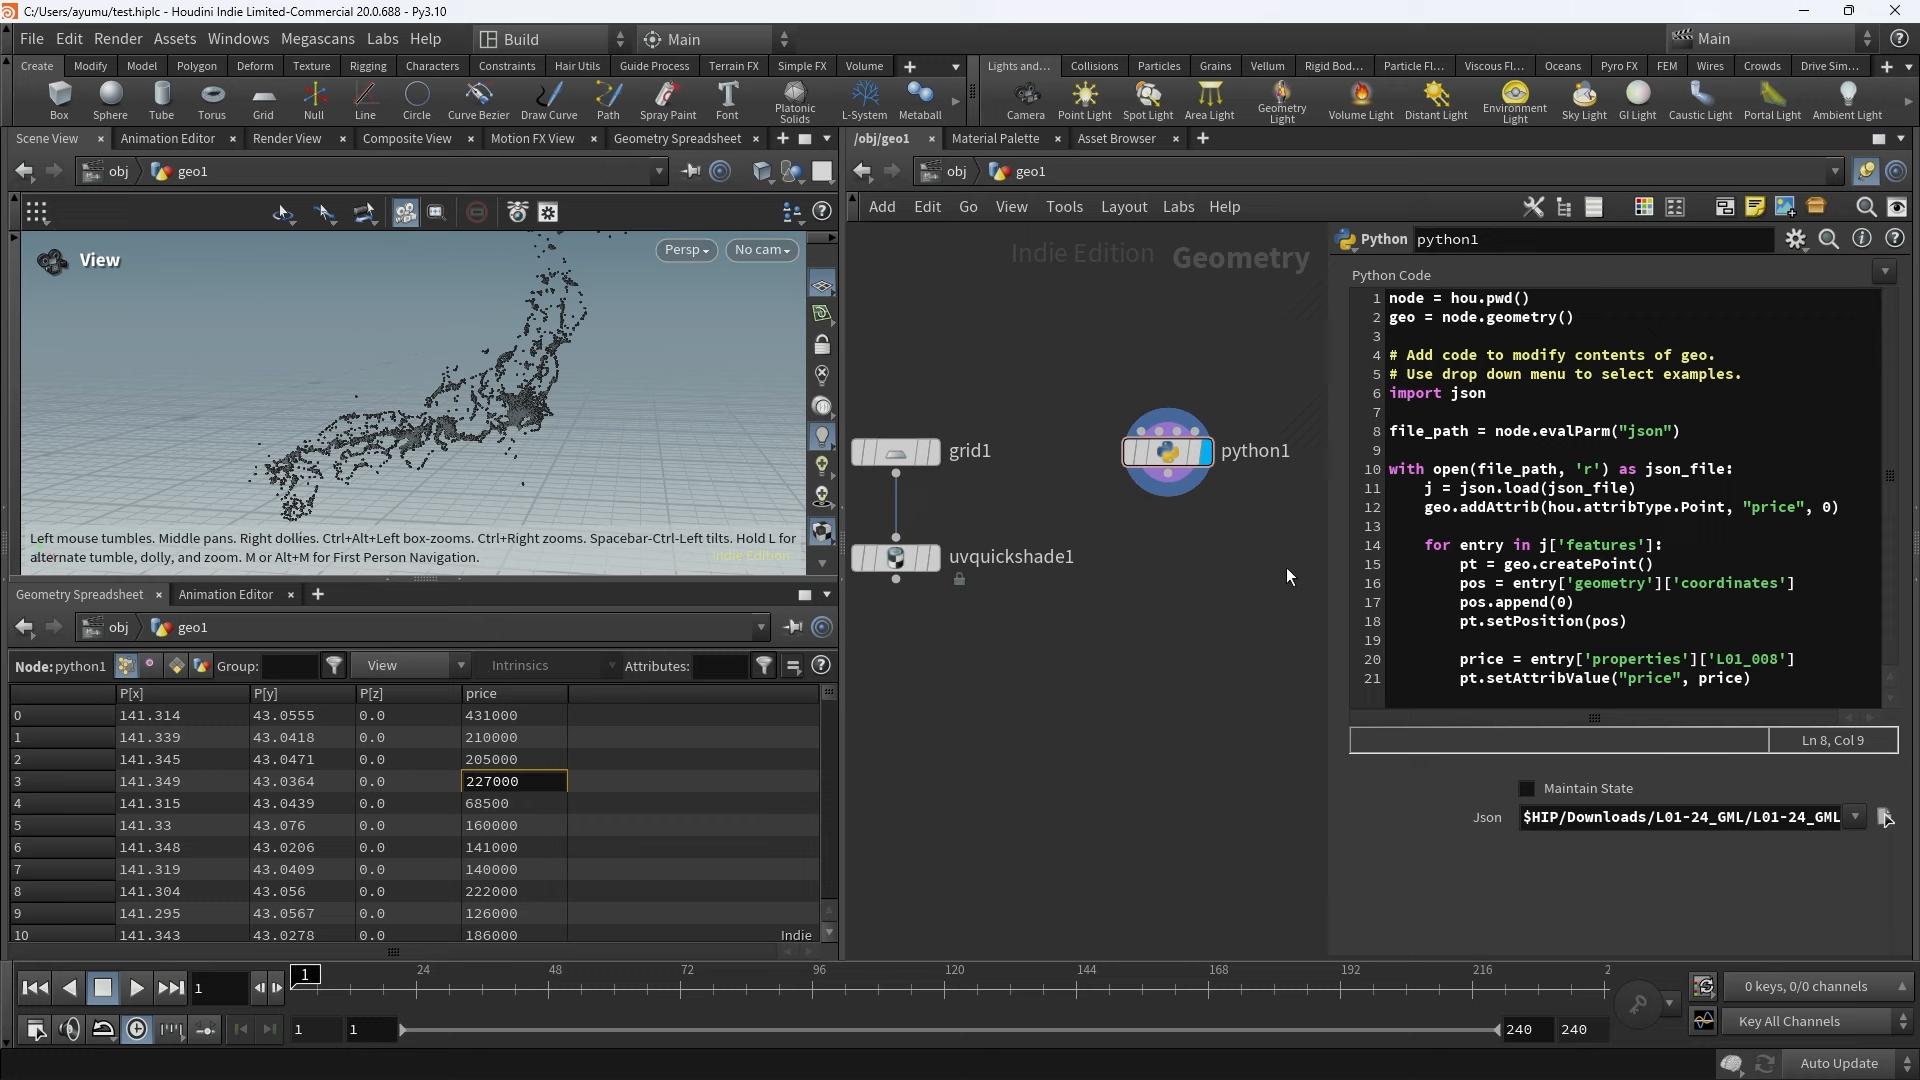 C:/Users/ayumu/test.hiplc - Houdini Indie Limited-Commercial 20.0.688 - Py3.10
File Edit Render Assets Windows Megascans Labs Help Build Main Main
Create Modify Model Polygon Deform Texture Rigging Characters Constraints Hair Utils Guide Process Terrain FX Simple FX Volume
Lights and... Collisions Particles Grains Vellum Rigid Bod... Particle Fl... Viscous Fl... Oceans Pyro FX FEM Wires Crowds Drive Sim...
Box Sphere Tube Torus Grid Null Line Circle Curve Bezier Draw Curve Path Spray Paint Font Platonic Solids L-System Metaball
Camera Point Light Spot Light Area Light Geometry Light Volume Light Distant Light Environment Light Sky Light GI Light Caustic Light Portal Light Ambient Light
Scene View Animation Editor Render View Composite View Motion FX View Geometry Spreadsheet
obj geo1
View
Persp No cam
Left mouse tumbles. Middle pans. Right dollies. Ctrl+Alt+Left box-zooms. Ctrl+Right zooms. Spacebar-Ctrl-Left tilts. Hold L for
alternate tumble, dolly, and zoom. M or Alt+M for First Person Navigation.
Indie Edition
Geometry Spreadsheet Animation Editor
obj geo1
Node: python1 Group: View Intrinsics Attributes:
P[x] P[y] P[z] price
0 141.314 43.0555 0.0 431000
1 141.339 43.0418 0.0 210000
2 141.345 43.0471 0.0 205000
3 141.349 43.0364 0.0 227000
4 141.315 43.0439 0.0 68500
5 141.33 43.076 0.0 160000
6 141.348 43.0206 0.0 141000
7 141.319 43.0409 0.0 140000
8 141.304 43.056 0.0 222000
9 141.295 43.0567 0.0 126000
10 141.343 43.0278 0.0 186000
Indie
/obj/geo1 Material Palette Asset Browser
obj geo1
Add Edit Go View Tools Layout Labs Help
Indie Edition Geometry
grid1
uvquickshade1
python1
Python python1
Python Code
1 node = hou.pwd()
2 geo = node.geometry()
3
4 # Add code to modify contents of geo.
5 # Use drop down menu to select examples.
6 import json
7
8 file_path = node.evalParm("json")
9
10 with open(file_path, 'r') as json_file:
11 j = json.load(json_file)
12 geo.addAttrib(hou.attribType.Point, "price", 0)
13
14 for entry in j['features']:
15 pt = geo.createPoint()
16 pos = entry['geometry']['coordinates']
17 pos.append(0)
18 pt.setPosition(pos)
19
20 price = entry['properties']['L01_008']
21 pt.setAttribValue("price", price)
Ln 8, Col 9
Maintain State
Json $HIP/Downloads/L01-24_GML/L01-24_GML
1 1 24 48 72 96 120 144 168 192 216 2
0 keys, 0/0 channels
1 1 240 240
Key All Channels
Auto Update